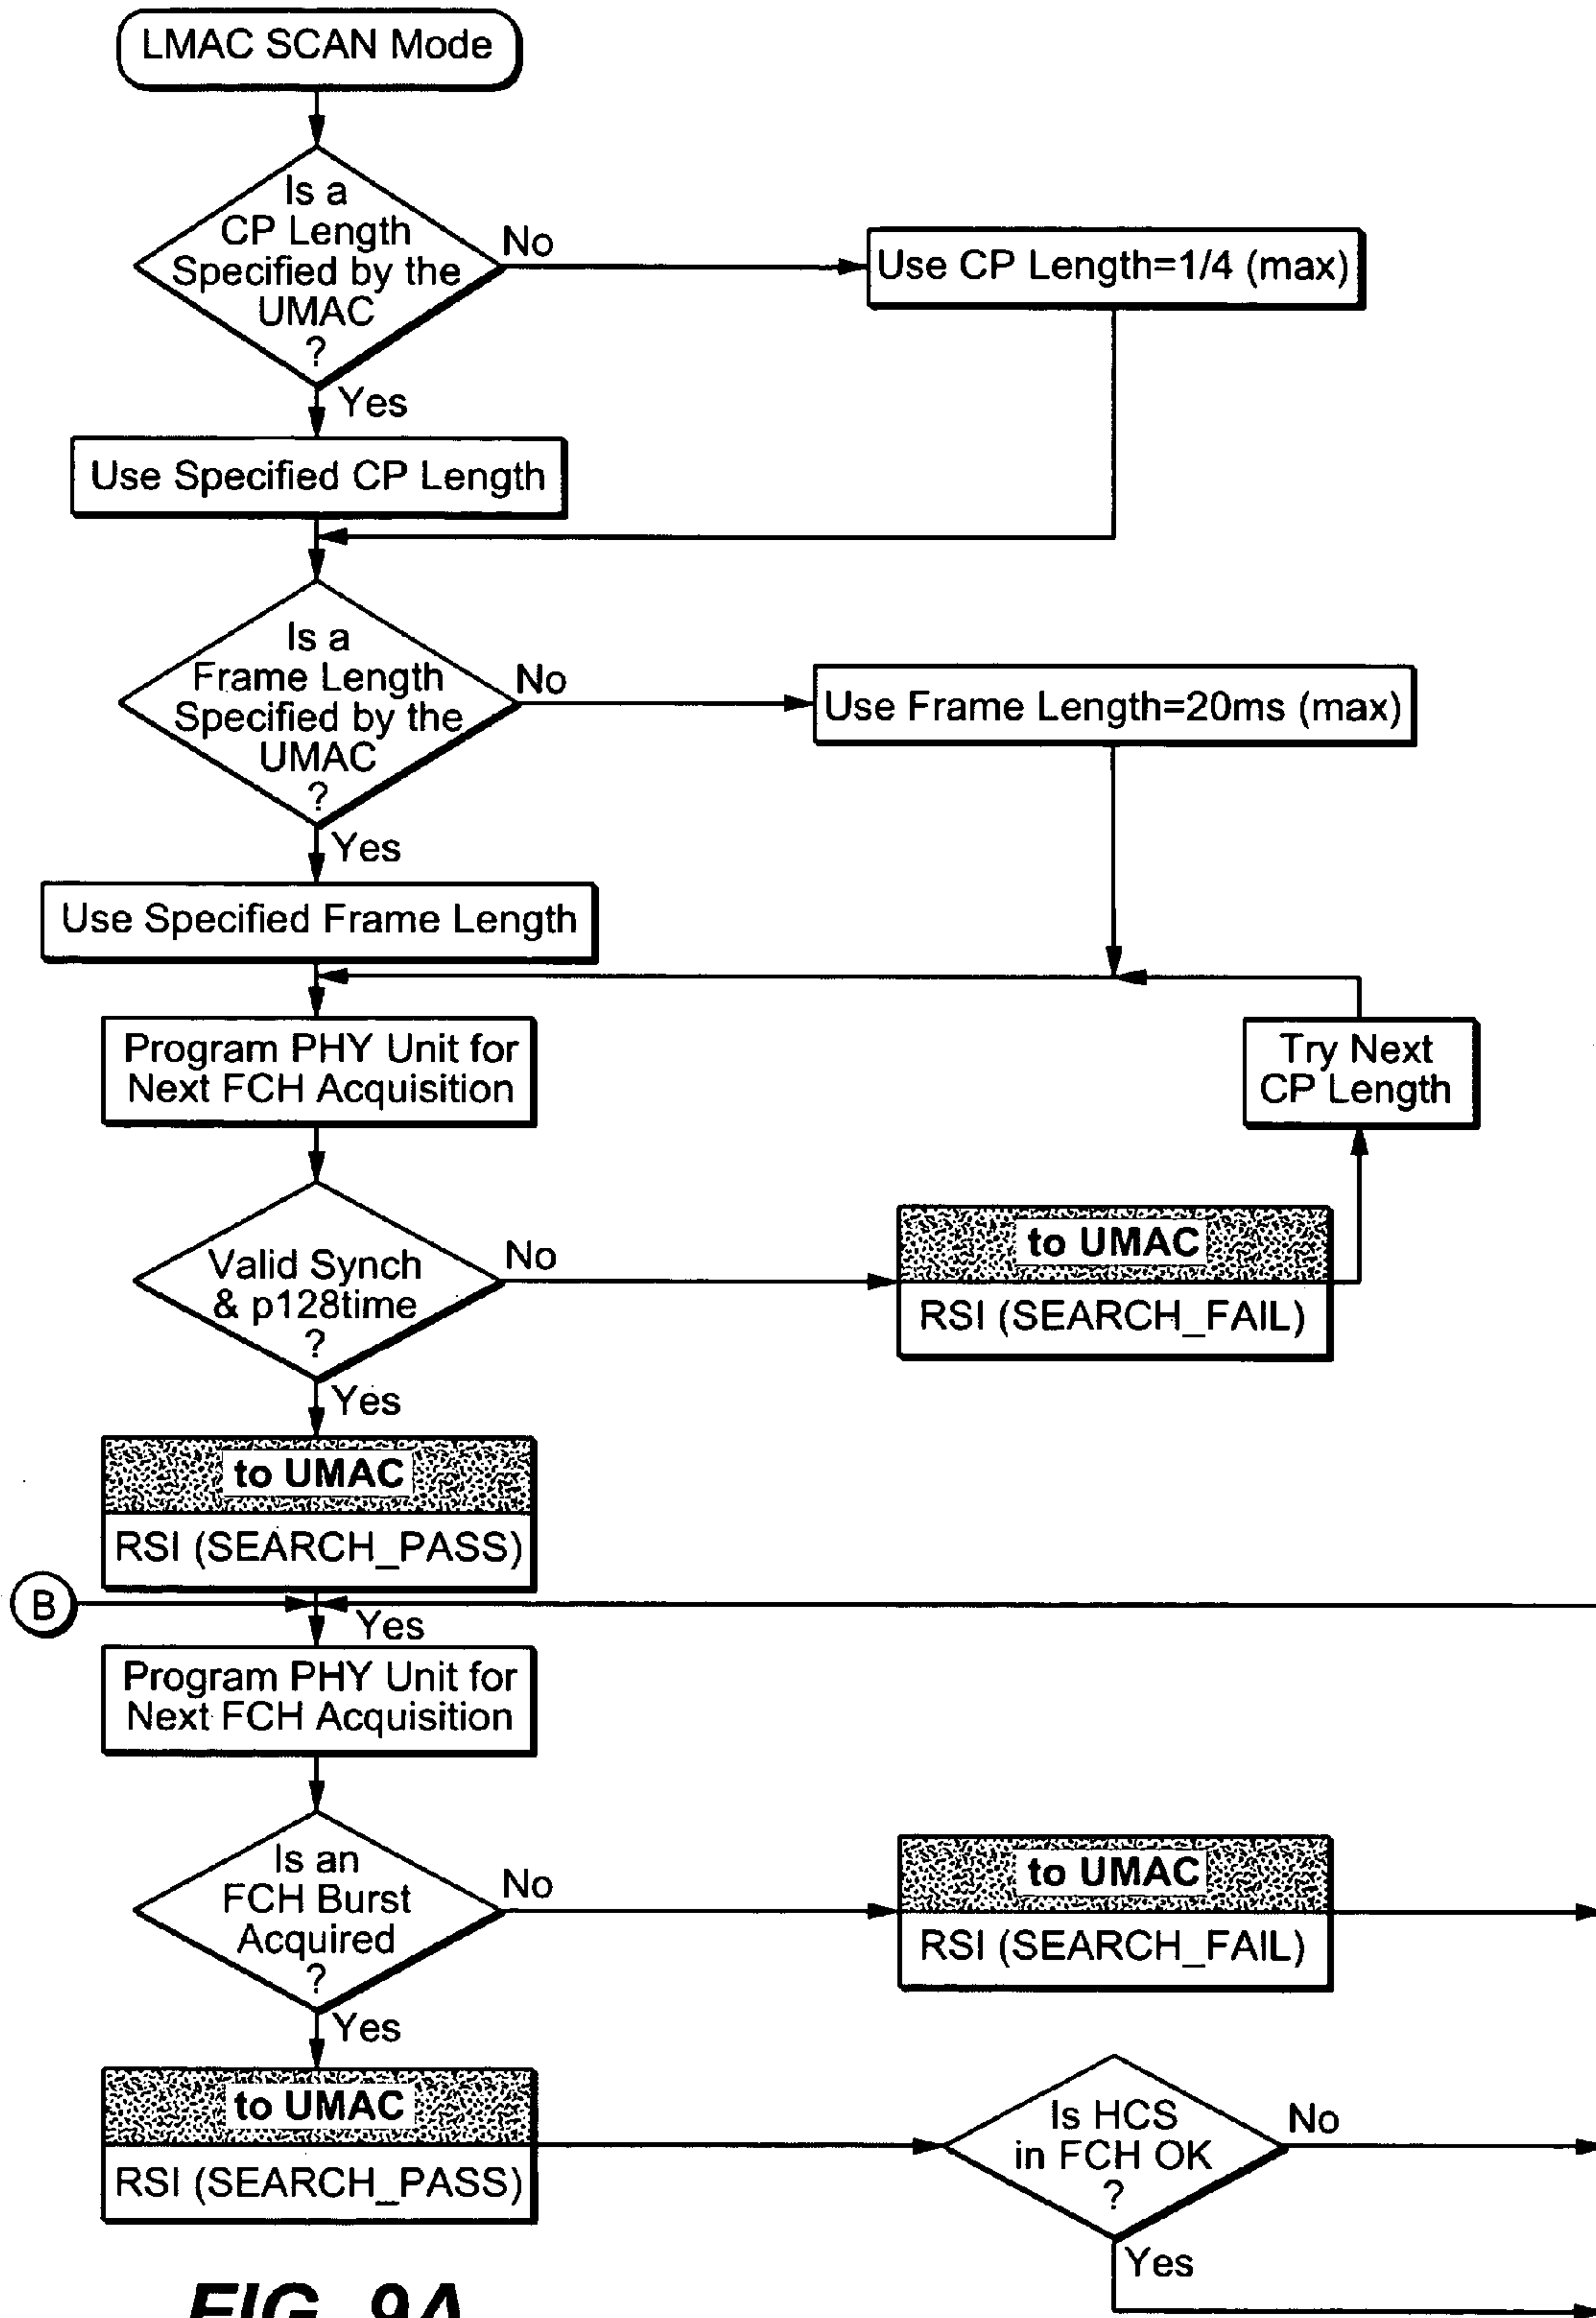 LMAC SCAN Mode
Is a
CP Length
Specified by the
UMAC
?
No
Use CP Length=1/4 (max)
Yes
Use Specified CP Length
Is a
Frame Length
Specified by the
UMAC
?
No
Use Frame Length=20ms (max)
Yes
Use Specified Frame Length
Program PHY Unit for
Next FCH Acquisition
Try Next
CP Length
Valid Synch
& p128time
?
No
to UMAC
RSI (SEARCH_FAIL)
Yes
to UMAC
RSI (SEARCH_PASS)
B
Yes
Program PHY Unit for
Next FCH Acquisition
Is an
FCH Burst
Acquired
?
No
to UMAC
RSI (SEARCH_FAIL)
Yes
to UMAC
RSI (SEARCH_PASS)
Is HCS
in FCH OK
?
No
Yes
FIG. 9A